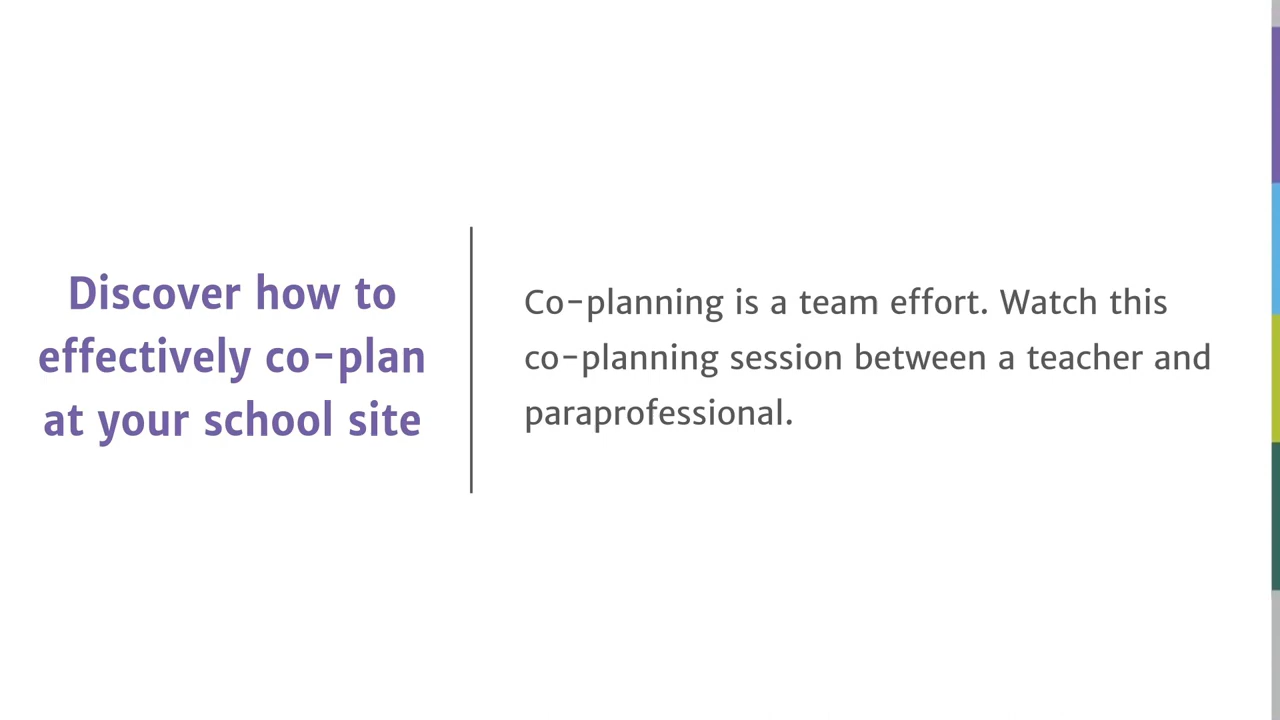 Discover how to
effectively co-plan
at your school site
Co-planning is a team effort. Watch this
co-planning session between a teacher and
paraprofessional.